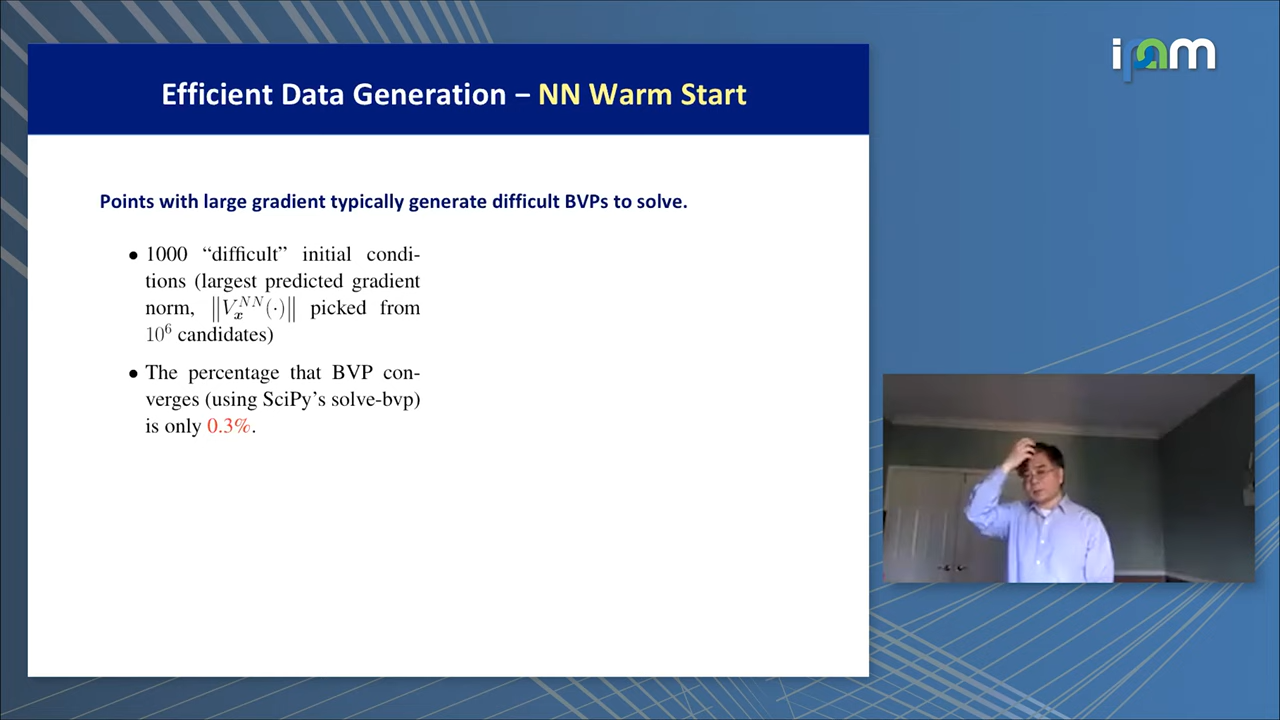 ipam
Efficient Data Generation – NN Warm Start
Points with large gradient typically generate difficult BVPs to solve.
• 1000 “difficult” initial condi-
tions (largest predicted gradient
norm, ‖V_x^{NN}(·)‖ picked from
10⁶ candidates)
• The percentage that BVP con-
verges (using SciPy’s solve-bvp)
is only 0.3%.